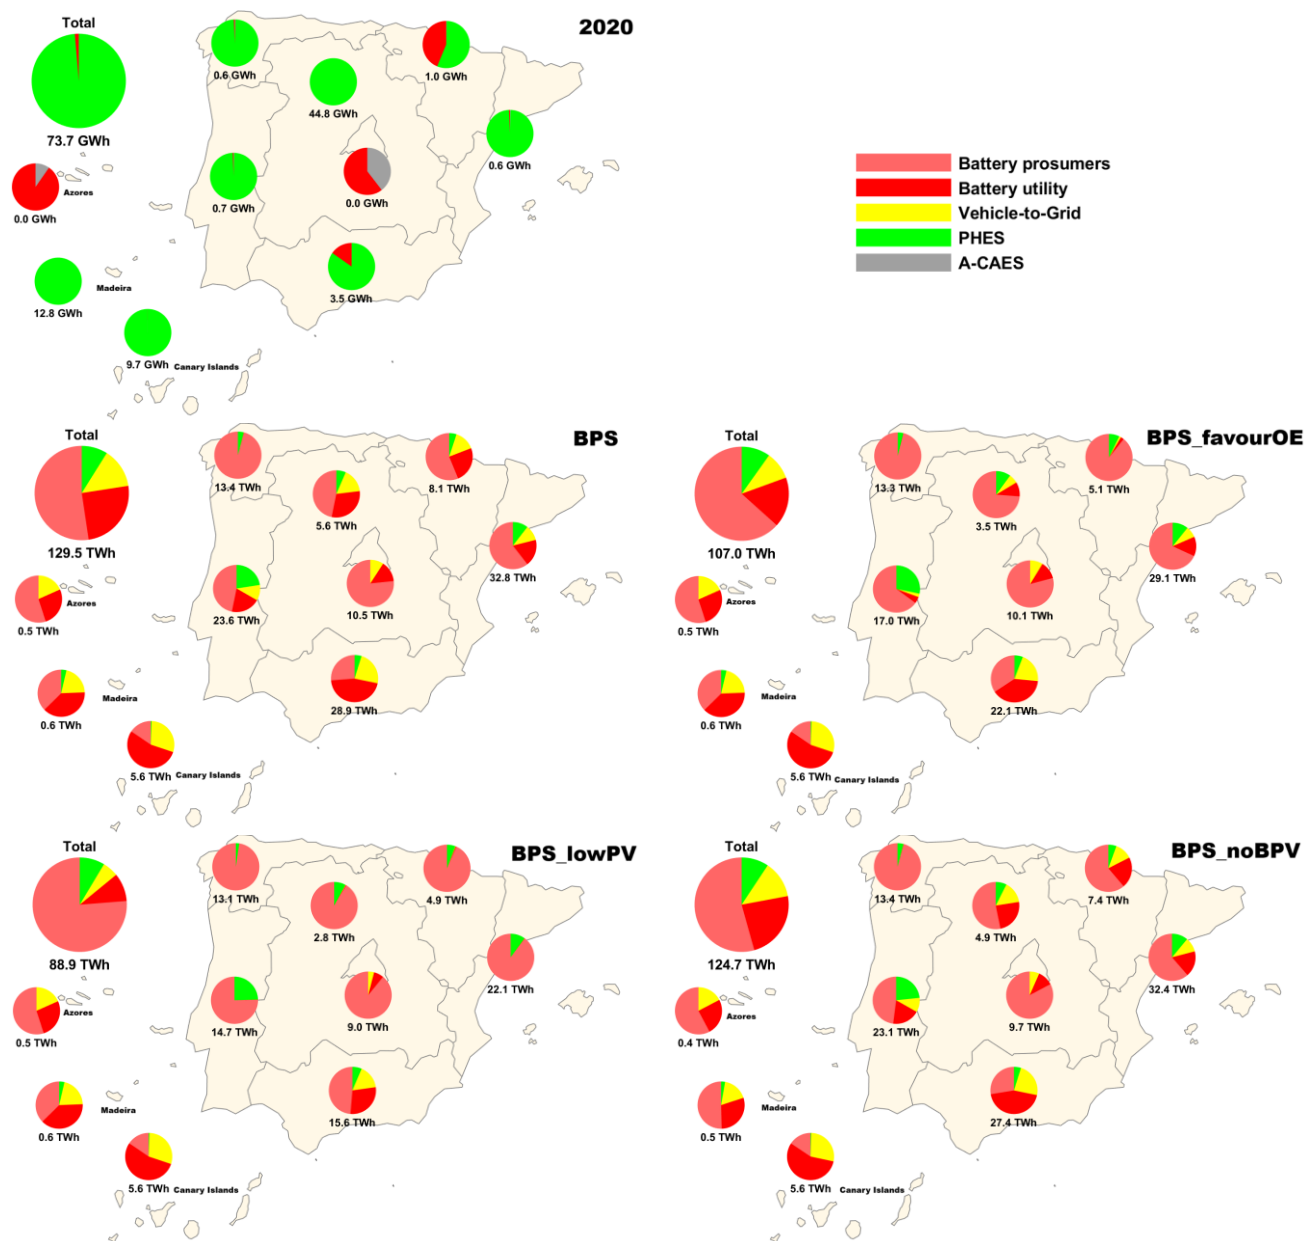 2020
Total
73.7 GWh
0.6 GWh
44.8 GWh
1.0 GWh
0.6 GWh
Azores
0.0 GWh
0.7 GWh
0.0 GWh
3.5 GWh
Madeira
12.8 GWh
9.7 GWh
Canary Islands
Battery prosumers
Battery utility
Vehicle-to-Grid
PHES
A-CAES
BPS
Total
129.5 TWh
13.4 TWh
5.6 TWh
8.1 TWh
32.8 TWh
Azores
0.5 TWh
23.6 TWh
10.5 TWh
28.9 TWh
Madeira
0.6 TWh
5.6 TWh
Canary Islands
BPS_favourOE
Total
107.0 TWh
13.3 TWh
3.5 TWh
5.1 TWh
29.1 TWh
Azores
0.5 TWh
17.0 TWh
10.1 TWh
22.1 TWh
Madeira
0.6 TWh
5.6 TWh
Canary Islands
BPS_lowPV
Total
88.9 TWh
13.1 TWh
2.8 TWh
4.9 TWh
22.1 TWh
Azores
0.5 TWh
14.7 TWh
9.0 TWh
15.6 TWh
Madeira
0.6 TWh
5.6 TWh
Canary Islands
BPS_noBPV
Total
124.7 TWh
13.4 TWh
4.9 TWh
7.4 TWh
32.4 TWh
Azores
0.4 TWh
23.1 TWh
9.7 TWh
27.4 TWh
Madeira
0.5 TWh
5.6 TWh
Canary Islands